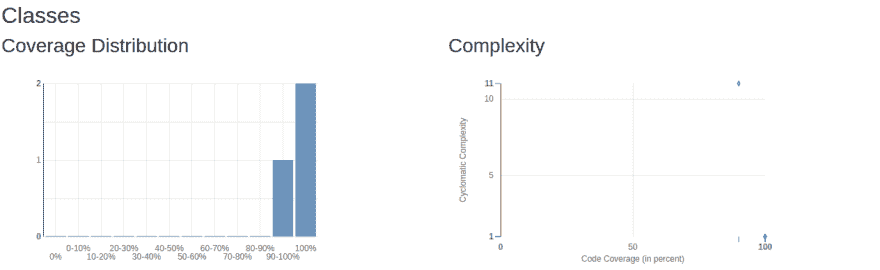 Classes
Coverage Distribution
2
1
0
0-10% 20-30% 40-50% 60-70% 80-90% 100%
0% 10-20% 30-40% 50-60% 70-80% 90-100%
Complexity
Cyclomatic Complexity
11
10
5
1
0 50 100
Code Coverage (in percent)